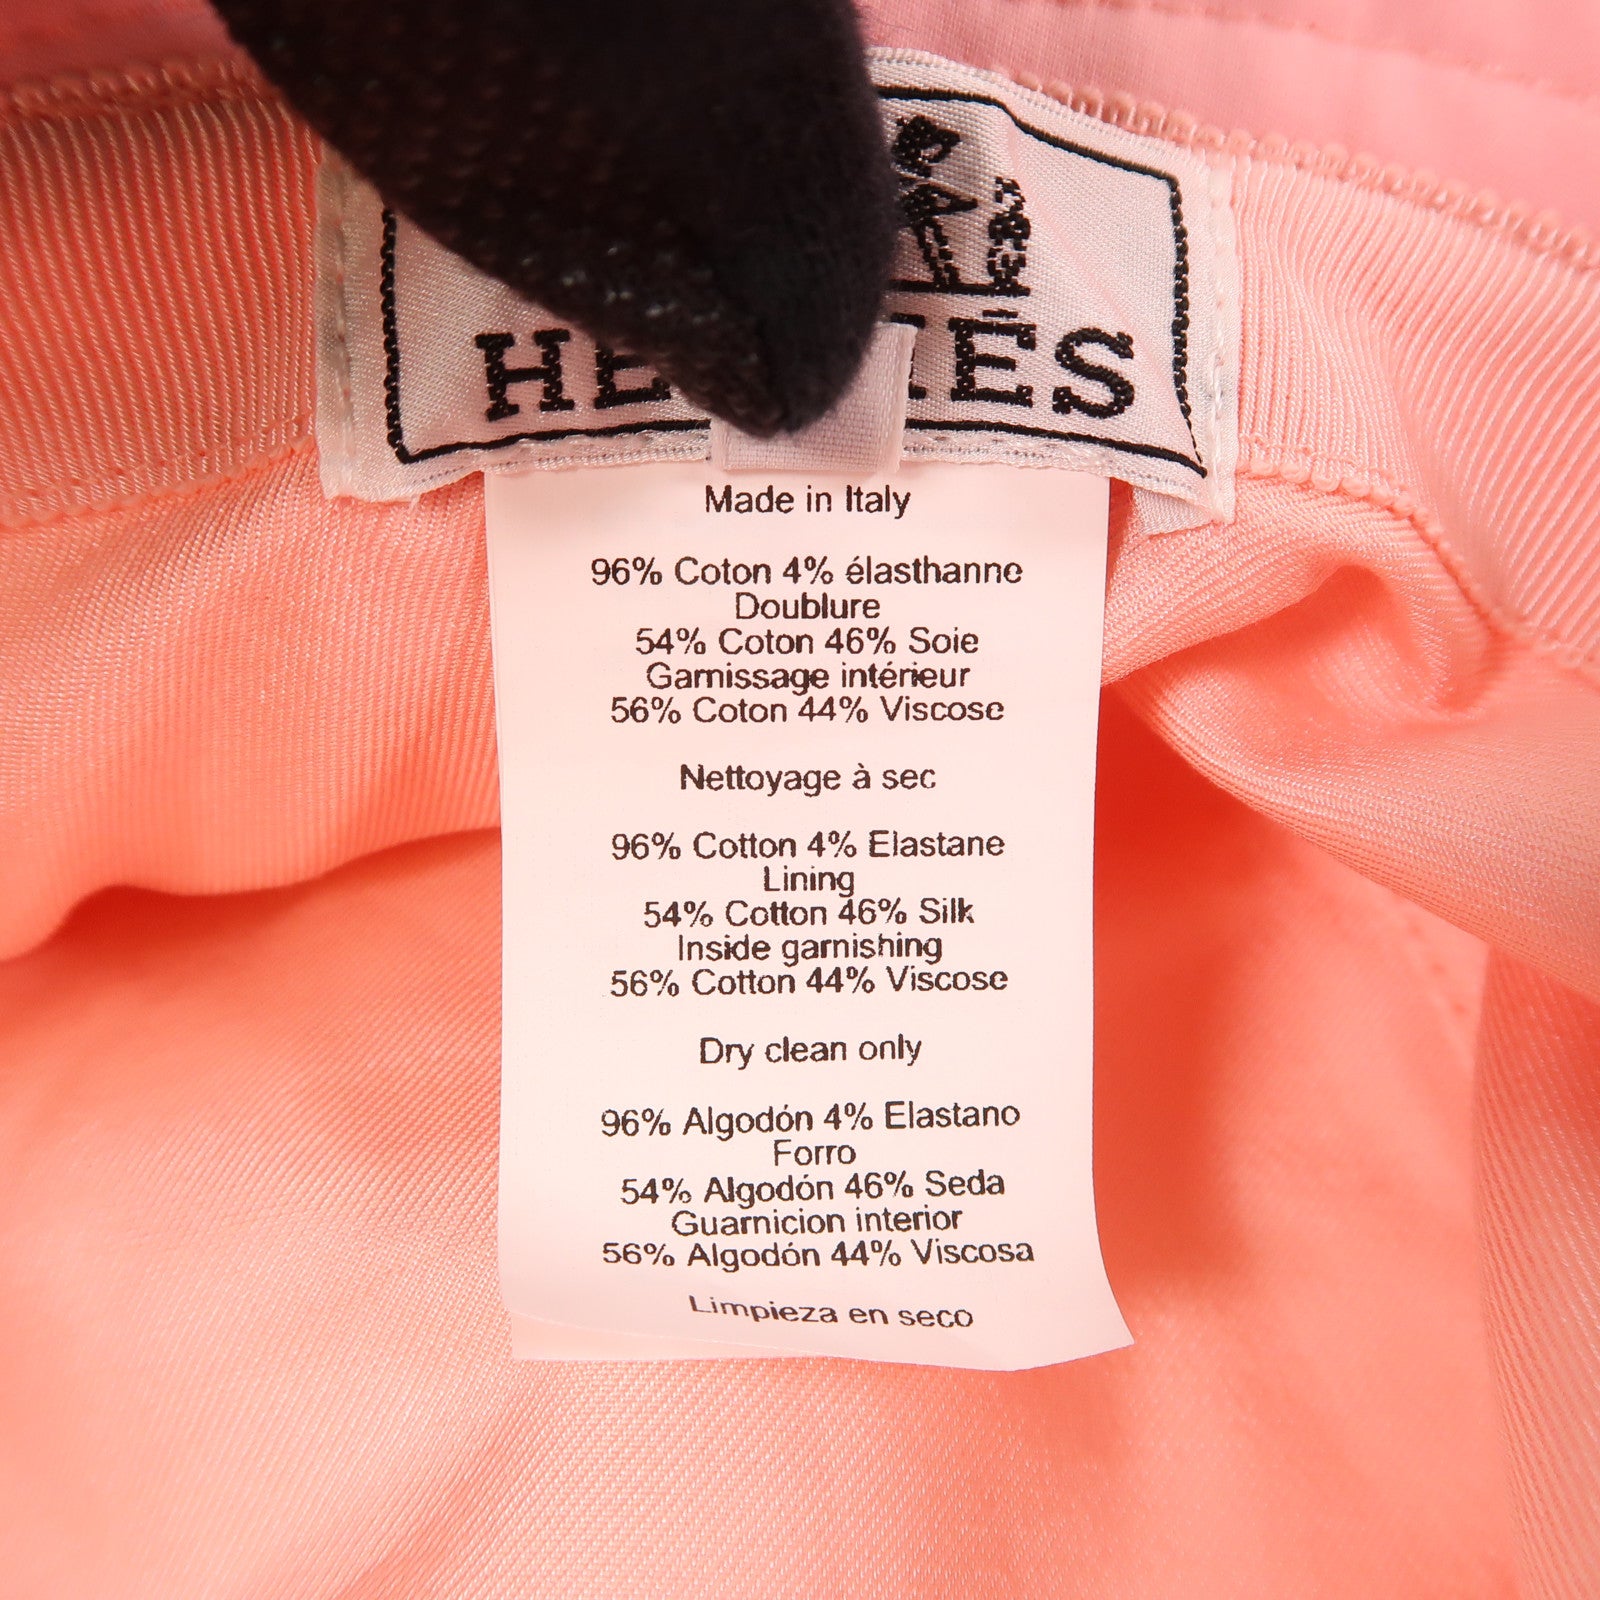 HERMÈS
Made in Italy
96% Coton 4% élasthanne
Doublure
54% Coton 46% Soie
Garnissage intérieur
56% Coton 44% Viscose
Nettoyage à sec
96% Cotton 4% Elastane
Lining
54% Cotton 46% Silk
Inside garnishing
56% Cotton 44% Viscose
Dry clean only
96% Algodón 4% Elastano
Forro
54% Algodón 46% Seda
Guarnicion interior
56% Algodón 44% Viscosa
Limpieza en seco